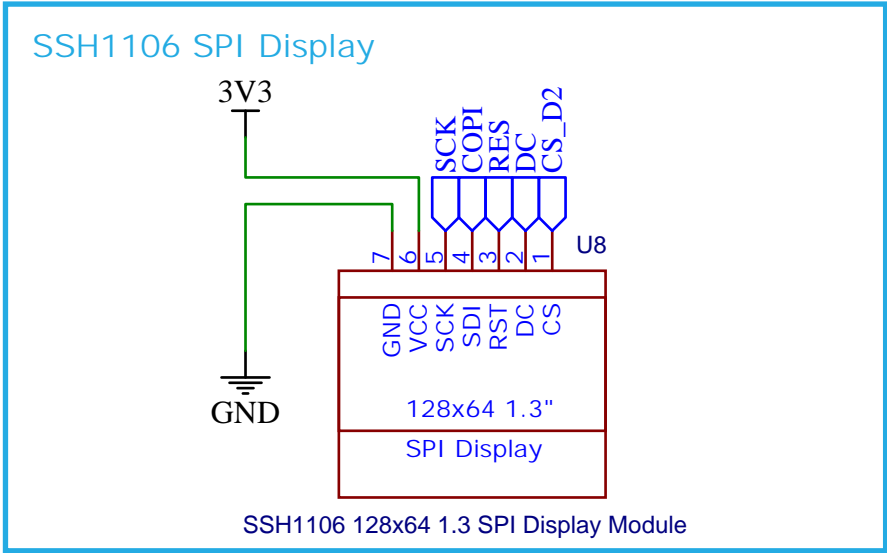 SSH1106 SPI Display
3V3
SCK
COPI
RES
DC
CS_D2
U8
7
6
5
4
3
2
1
GND
VCC
SCK
SDI
RST
DC
CS
GND
128x64 1.3"
SPI Display
SSH1106 128x64 1.3 SPI Display Module